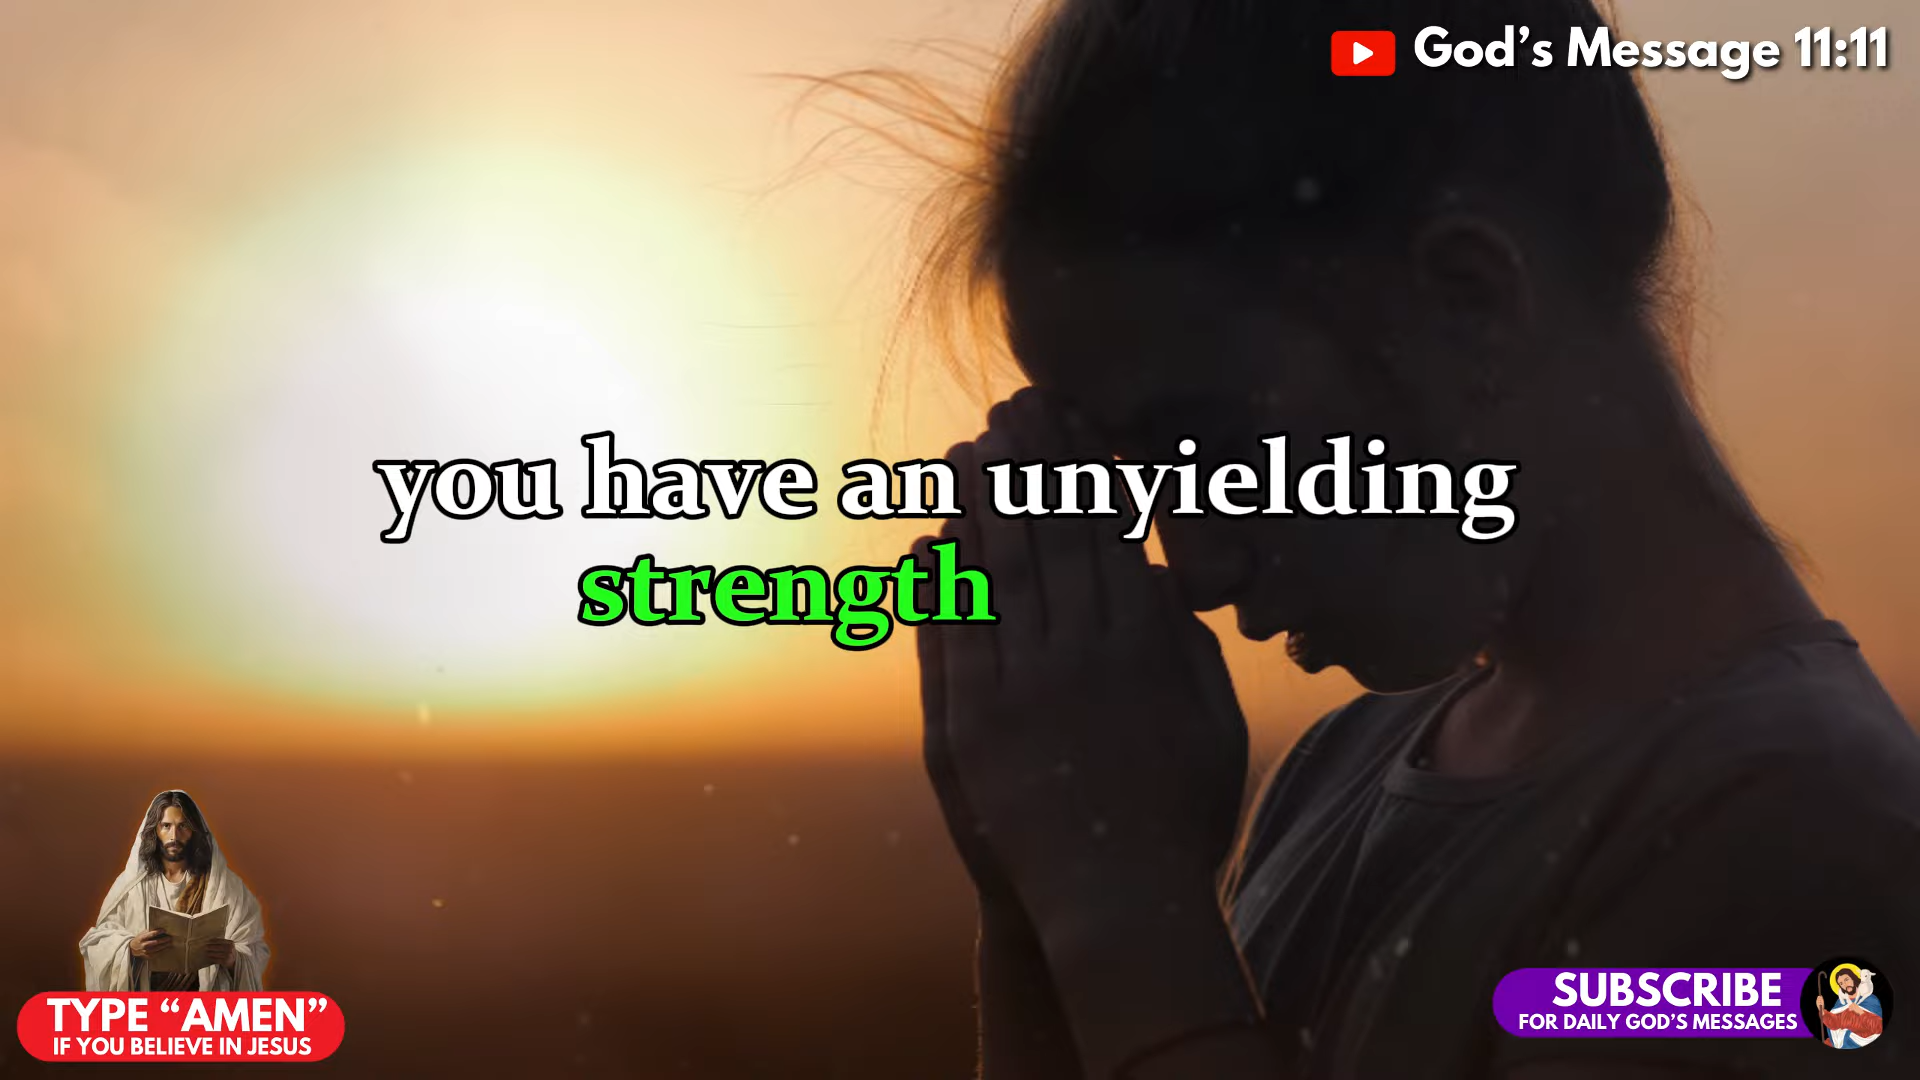 God's Message 11:11
you have an unyielding
strength
TYPE “AMEN”
IF YOU BELIEVE IN JESUS
SUBSCRIBE
FOR DAILY GOD'S MESSAGES